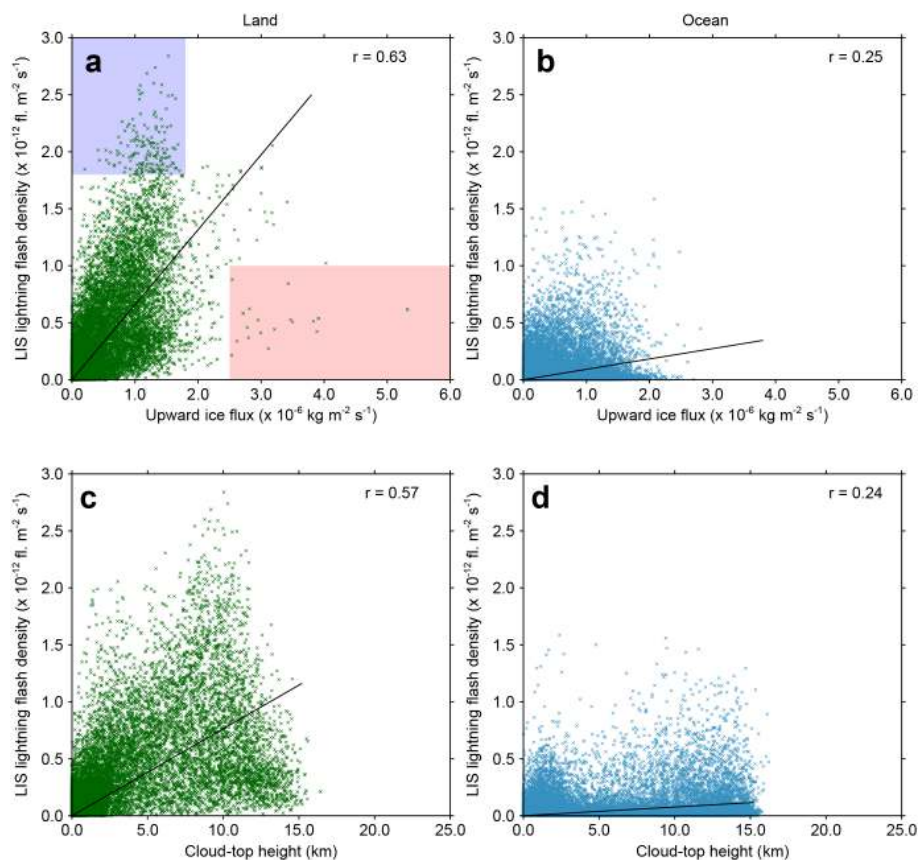 Land
Ocean
a
r = 0.63
3.0
2.5
2.0
1.5
1.0
0.5
0.0
LIS lightning flash density (x 10⁻¹² fl. m⁻² s⁻¹)
0.0 1.0 2.0 3.0 4.0 5.0 6.0
Upward ice flux (x 10⁻⁶ kg m⁻² s⁻¹)
b
r = 0.25
3.0
2.5
2.0
1.5
1.0
0.5
0.0
LIS lightning flash density (x 10⁻¹² fl. m⁻² s⁻¹)
0.0 1.0 2.0 3.0 4.0 5.0 6.0
Upward ice flux (x 10⁻⁶ kg m⁻² s⁻¹)
c
r = 0.57
3.0
2.5
2.0
1.5
1.0
0.5
0.0
LIS lightning flash density (x 10⁻¹² fl. m⁻² s⁻¹)
0.0 5.0 10.0 15.0 20.0 25.0
Cloud-top height (km)
d
r = 0.24
3.0
2.5
2.0
1.5
1.0
0.5
0.0
LIS lightning flash density (x 10⁻¹² fl. m⁻² s⁻¹)
0.0 5.0 10.0 15.0 20.0 25.0
Cloud-top height (km)